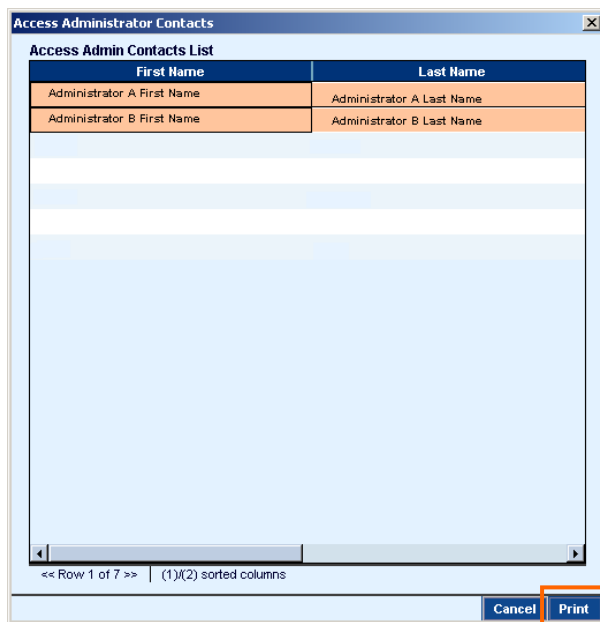 Access Administrator Contacts
Access Admin Contacts List
First Name Last Name
Administrator A First Name Administrator A Last Name
Administrator B First Name Administrator B Last Name
<< Row 1 of 7 >> (1)/(2) sorted columns
Cancel Print